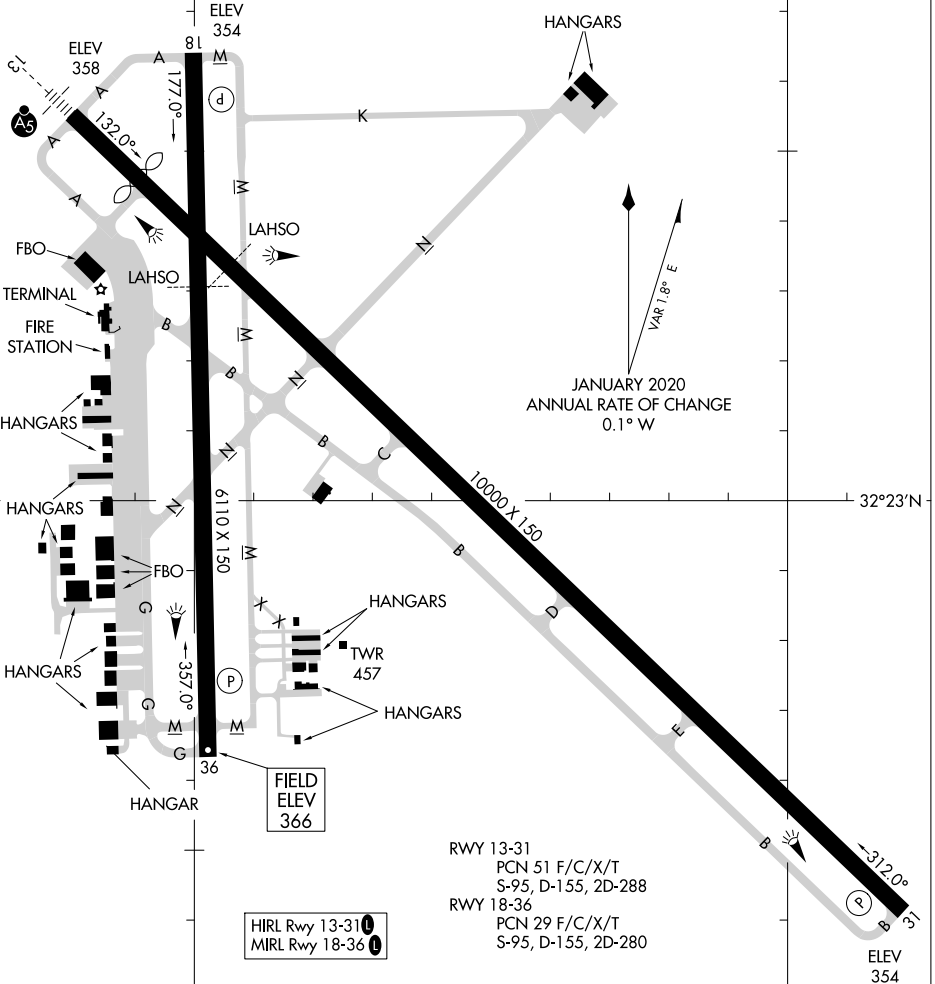 ELEV
354
HANGARS
ELEV
358
18
A
M
13
A
177.0°
P
A5
132.0°
K
A
A
M
N
LAHSO
FBO
LAHSO
TERMINAL
VAR 1.8° E
FIRE
STATION
B
M
B
N
JANUARY 2020
ANNUAL RATE OF CHANGE
0.1° W
HANGARS
B
C
N
10000 X 150
HANGARS
6110 X 150
N
32°23'N
M
B
FBO
G
X
X
HANGARS
D
TWR
457
HANGARS
357.0°
P
G
HANGARS
M
M
E
G
36
FIELD
ELEV
366
HANGAR
B
RWY 13-31
PCN 51 F/C/X/T
S-95, D-155, 2D-288
RWY 18-36
PCN 29 F/C/X/T
S-95, D-155, 2D-280
312.0°
P
B
31
HIRL Rwy 13-31 L
MIRL Rwy 18-36 L
ELEV
354